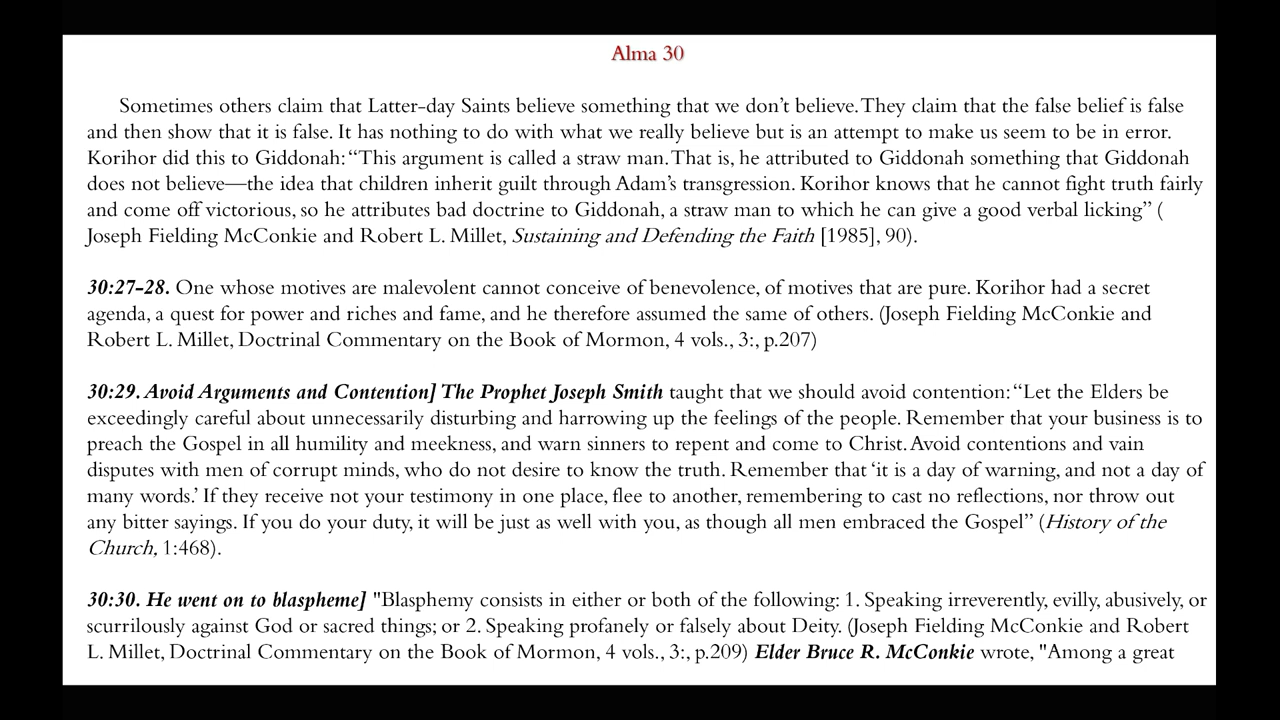 Alma 30
Sometimes others claim that Latter-day Saints believe something that we don't believe. They claim that the false belief is false
and then show that it is false. It has nothing to do with what we really believe but is an attempt to make us seem to be in error.
Korihor did this to Giddonah: “This argument is called a straw man. That is, he attributed to Giddonah something that Giddonah
does not believe—the idea that children inherit guilt through Adam’s transgression. Korihor knows that he cannot fight truth fairly
and come off victorious, so he attributes bad doctrine to Giddonah, a straw man to which he can give a good verbal licking” (
Joseph Fielding McConkie and Robert L. Millet, Sustaining and Defending the Faith [1985], 90).
30:27–28. One whose motives are malevolent cannot conceive of benevolence, of motives that are pure. Korihor had a secret
agenda, a quest for power and riches and fame, and he therefore assumed the same of others. (Joseph Fielding McConkie and
Robert L. Millet, Doctrinal Commentary on the Book of Mormon, 4 vols., 3:, p.207)
30:29. Avoid Arguments and Contention] The Prophet Joseph Smith taught that we should avoid contention: “Let the Elders be
exceedingly careful about unnecessarily disturbing and harrowing up the feelings of the people. Remember that your business is to
preach the Gospel in all humility and meekness, and warn sinners to repent and come to Christ. Avoid contentions and vain
disputes with men of corrupt minds, who do not desire to know the truth. Remember that ‘it is a day of warning, and not a day of
many words.’ If they receive not your testimony in one place, flee to another, remembering to cast no reflections, nor throw out
any bitter sayings. If you do your duty, it will be just as well with you, as though all men embraced the Gospel” (History of the
Church, 1:468).
30:30. He went on to blaspheme] "Blasphemy consists in either or both of the following: 1. Speaking irreverently, evilly, abusively, or
scurrilously against God or sacred things; or 2. Speaking profanely or falsely about Deity. (Joseph Fielding McConkie and Robert
L. Millet, Doctrinal Commentary on the Book of Mormon, 4 vols., 3:, p.209) Elder Bruce R. McConkie wrote, "Among a great